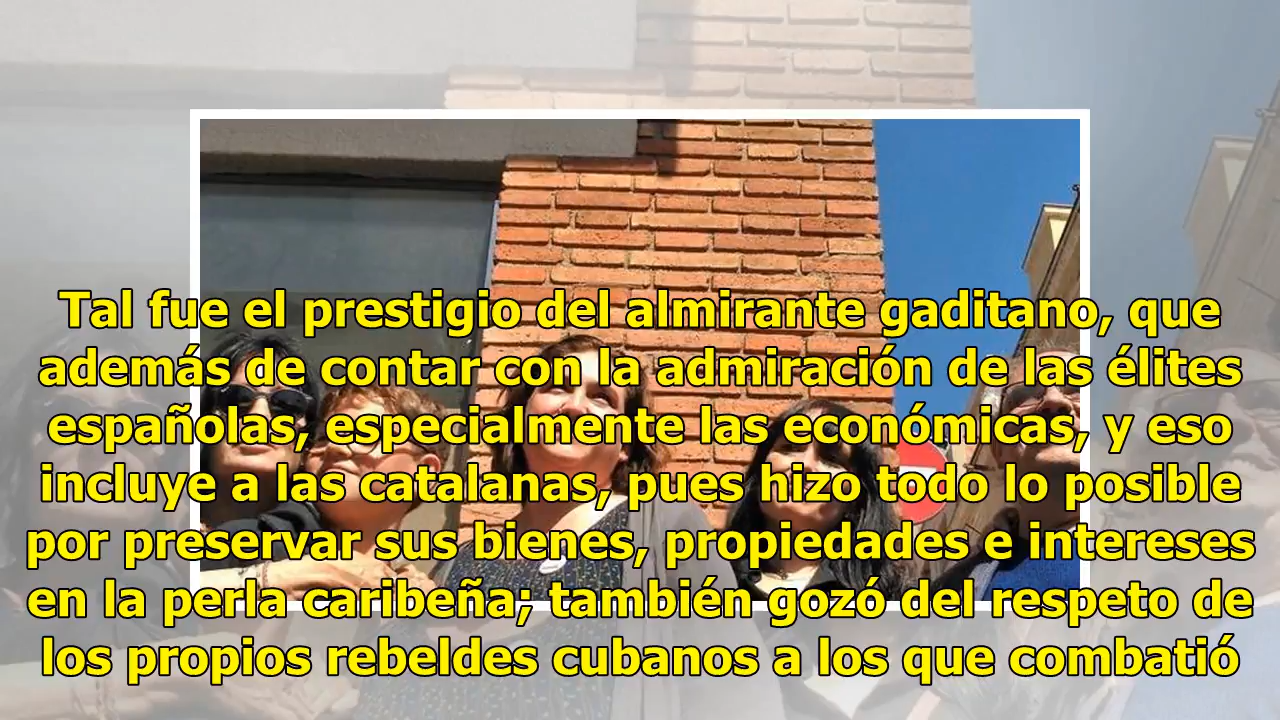 Tal fue el prestigio del almirante gaditano, que
además de contar con la admiración de las élites
españolas, especialmente las económicas, y eso
incluye a las catalanas, pues hizo todo lo posible
por preservar sus bienes, propiedades e intereses
en la perla caribeña; también gozó del respeto de
los propios rebeldes cubanos a los que combatió